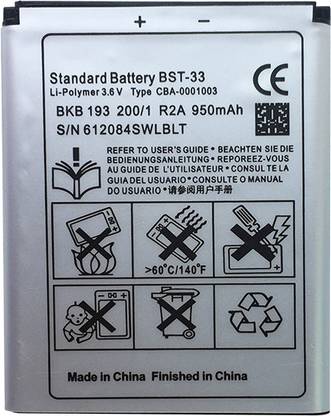 + -
Standard Battery BST-33
Li-Polymer 3.6 V Type CBA-0001003
CE
BKB 193 200/1 R2A 950mAh
S/N 612084SWLBLT
REFER TO USER'S GUIDE • BEACHTEN SIE DIE
BEDIENUNGSANLEITUNG • REPOREEZ-VOUS
AU GUIDE DE L'UTILISATEUR • CONSULTE LA
GUIA DEL USUARIO • CONSULTAR O MANUAL
DO USUARIO • 请参阅用户手册
>60°C/140°F
Made in China Finished in China